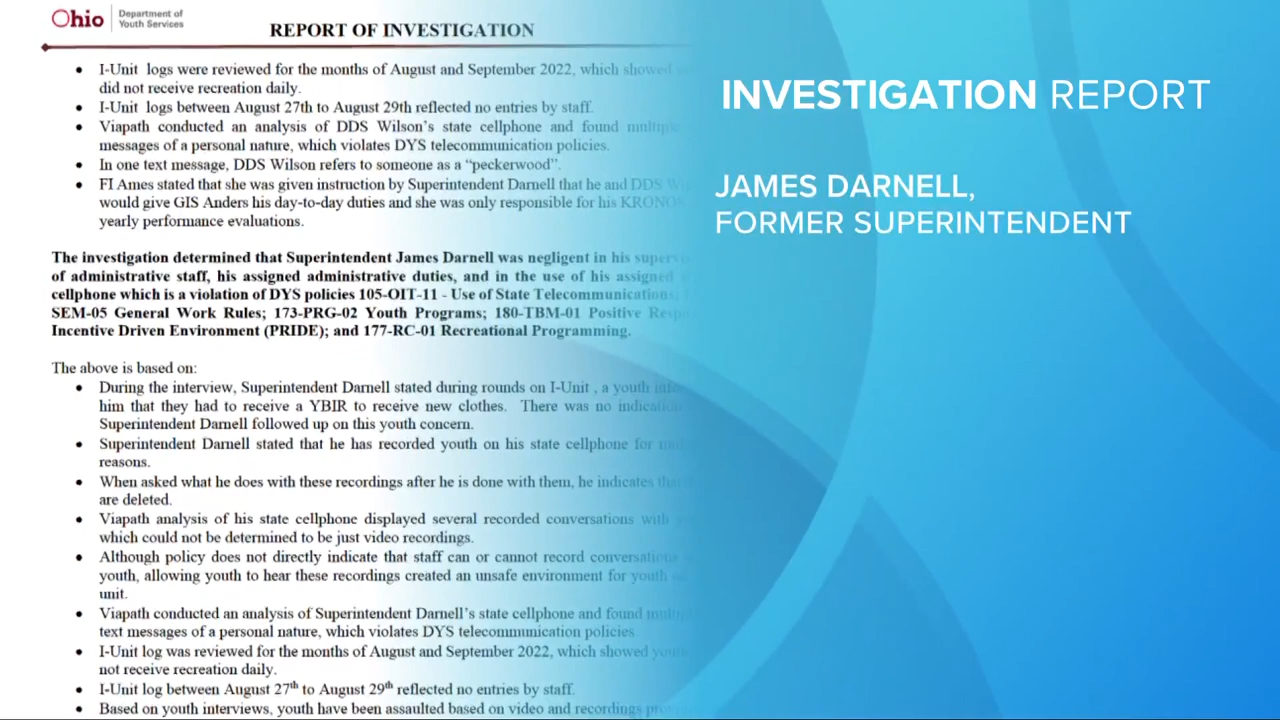 Ohio
Department of
Youth Services
REPORT OF INVESTIGATION
• I-Unit logs were reviewed for the months of August and September 2022, which showed
did not receive recreation daily.
• I-Unit logs between August 27th to August 29th reflected no entries by staff.
• Viapath conducted an analysis of DDS Wilson's state cellphone and found multiple
messages of a personal nature, which violates DYS telecommunication policies.
• In one text message, DDS Wilson refers to someone as a “peckerwood”.
• FI Ames stated that she was given instruction by Superintendent Darnell that he and DDS
would give GIS Anders his day-to-day duties and she was only responsible for his KRONOS
yearly performance evaluations.
The investigation determined that Superintendent James Darnell was negligent in his
of administrative staff, his assigned administrative duties, and in the use of his assigned
cellphone which is a violation of DYS policies 105-OIT-11 - Use of State Telecommunications;
SEM-05 General Work Rules; 173-PRG-02 Youth Programs; 180-TBM-01 Positive
Incentive Driven Environment (PRIDE); and 177-RC-01 Recreational Programming.
The above is based on:
• During the interview, Superintendent Darnell stated during rounds on I-Unit , a youth
him that they had to receive a YBIR to receive new clothes. There was no indication
Superintendent Darnell followed up on this youth concern.
• Superintendent Darnell stated that he has recorded youth on his state cellphone for
reasons.
• When asked what he does with these recordings after he is done with them, he indicates
are deleted.
• Viapath analysis of his state cellphone displayed several recorded conversations with
which could not be determined to be just video recordings.
• Although policy does not directly indicate that staff can or cannot record conversations
youth, allowing youth to hear these recordings created an unsafe environment for youth
unit.
• Viapath conducted an analysis of Superintendent Darnell's state cellphone and found
text messages of a personal nature, which violates DYS telecommunication policies
• I-Unit log was reviewed for the months of August and September 2022, which showed
not receive recreation daily.
• I-Unit log between August 27th to August 29th reflected no entries by staff.
• Based on youth interviews, youth have been assaulted based on video and recordings
INVESTIGATION REPORT
JAMES DARNELL,
FORMER SUPERINTENDENT